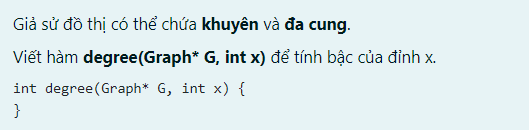 Giả sử đồ thị có thể chứa khuyên và đa cung.
Viết hàm degree(Graph* G, int x) để tính bậc của đỉnh x.
int degree(Graph* G, int x) {
}